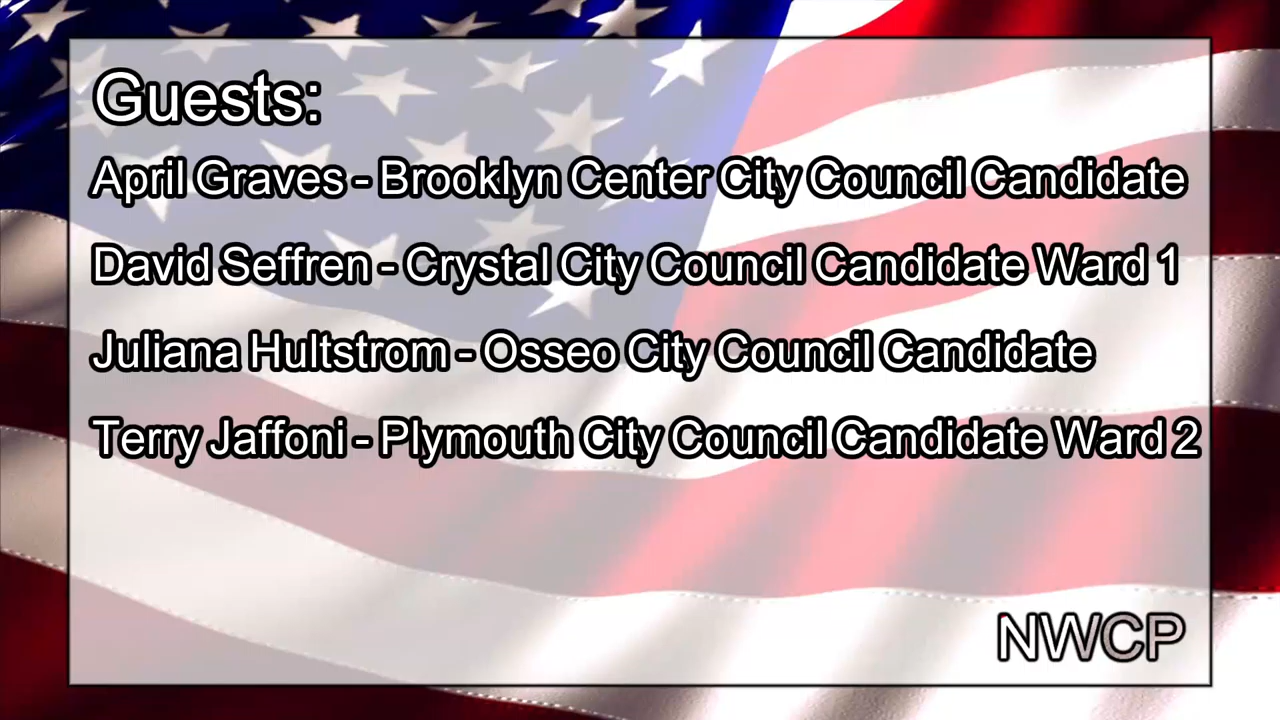 Guests:
April Graves - Brooklyn Center City Council Candidate
David Seffren - Crystal City Council Candidate Ward 1
Juliana Hultstrom - Osseo City Council Candidate
Terry Jaffoni - Plymouth City Council Candidate Ward 2
NWCP